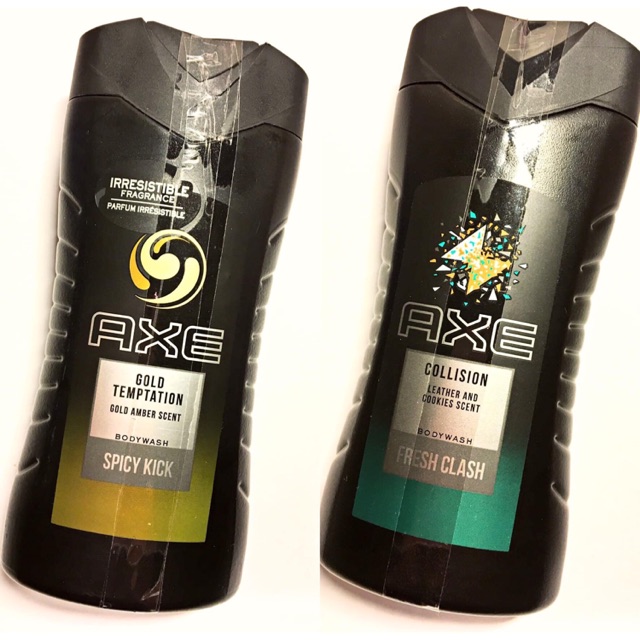 IRRESISTIBLE
FRAGRANCE
PARFUM IRRÉSISTIBLE
AXE
GOLD
TEMPTATION
GOLD AMBER SCENT
BODYWASH
SPICY KICK
AXE
COLLISION
LEATHER AND
COOKIES SCENT
BODYWASH
FRESH CLASH